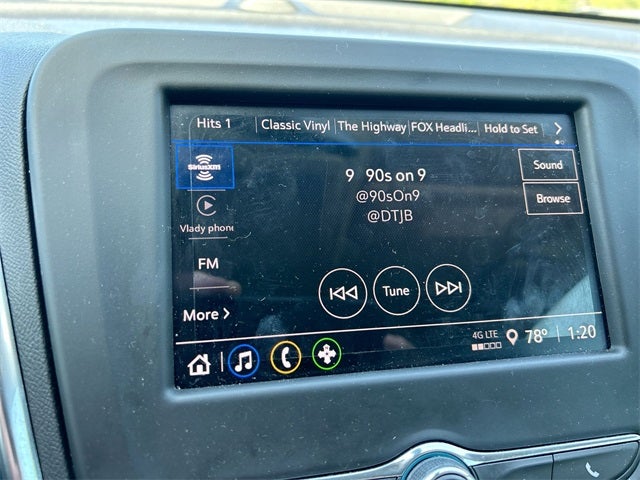 Hits 1 Classic Vinyl The Highway FOX Headli... Hold to Set
SiriusXM
9 90s on 9
Sound
@90sOn9
Browse
@DTJB
Vlady phone
FM
Tune
More
4G LTE 78° 1:20